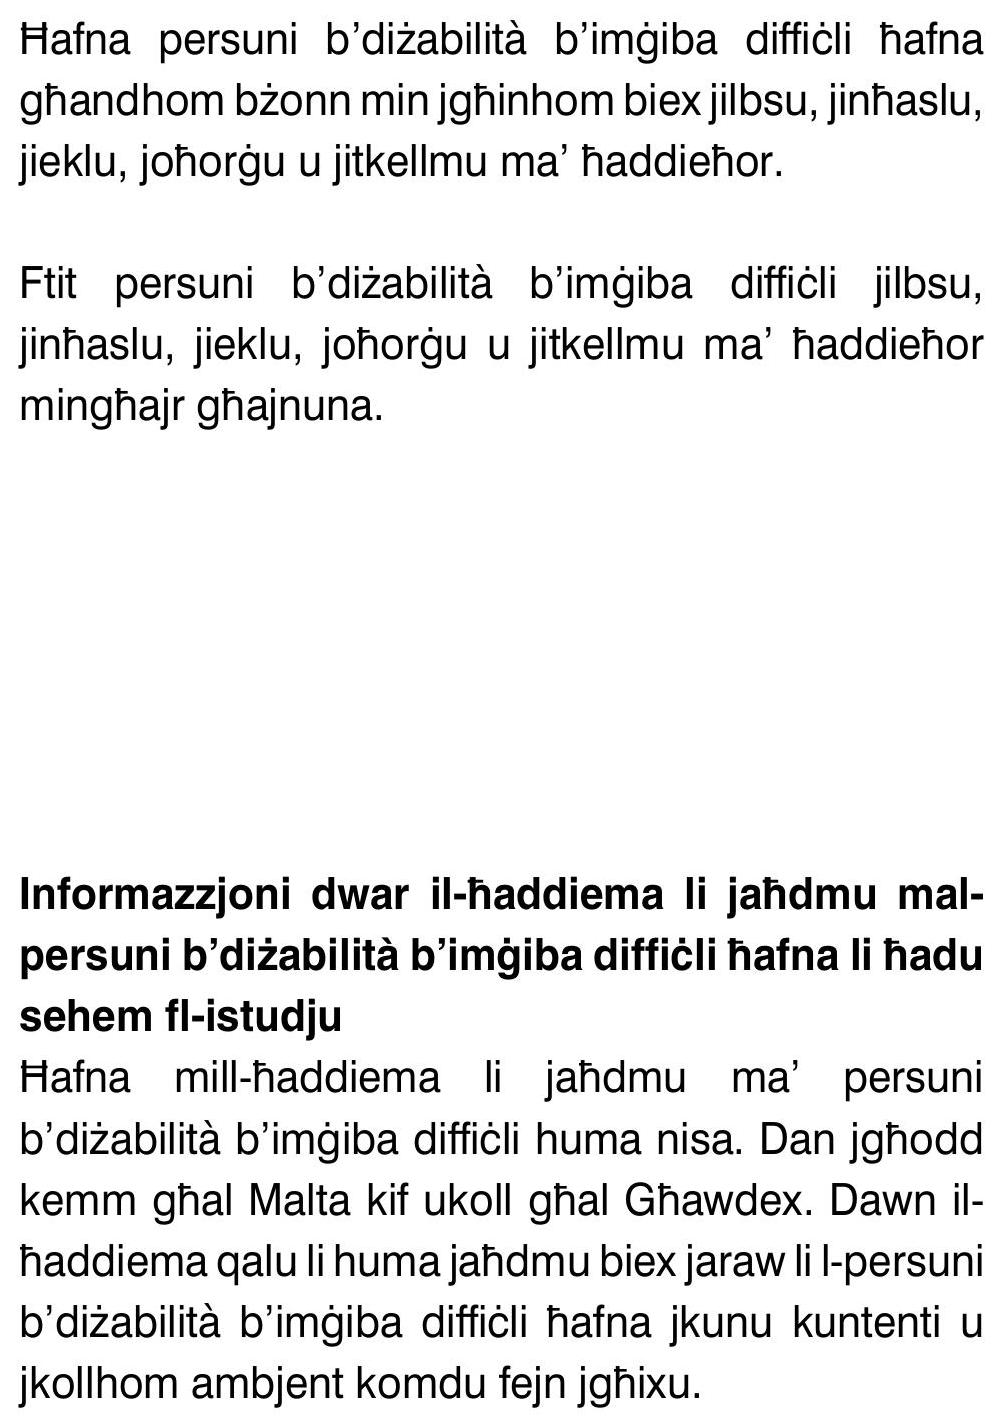 Ħafna persuni b’diżabilità b’imġiba diffiċli ħafna
għandhom bżonn min jgħinhom biex jilbsu, jinħaslu,
jieklu, joħorġu u jitkellmu ma’ ħaddieħor.
Ftit persuni b’diżabilità b’imġiba diffiċli jilbsu,
jinħaslu, jieklu, joħorġu u jitkellmu ma’ ħaddieħor
mingħajr għajnuna.
Informazzjoni dwar il-ħaddiema li jaħdmu mal-
persuni b’diżabilità b’imġiba diffiċli ħafna li ħadu
sehem fl-istudju
Ħafna mill-ħaddiema li jaħdmu ma’ persuni
b’diżabilità b’imġiba diffiċli huma nisa. Dan jgħodd
kemm għal Malta kif ukoll għal Għawdex. Dawn il-
ħaddiema qalu li huma jaħdmu biex jaraw li l-persuni
b’diżabilità b’imġiba diffiċli ħafna jkunu kuntenti u
jkollhom ambjent komdu fejn jgħixu.